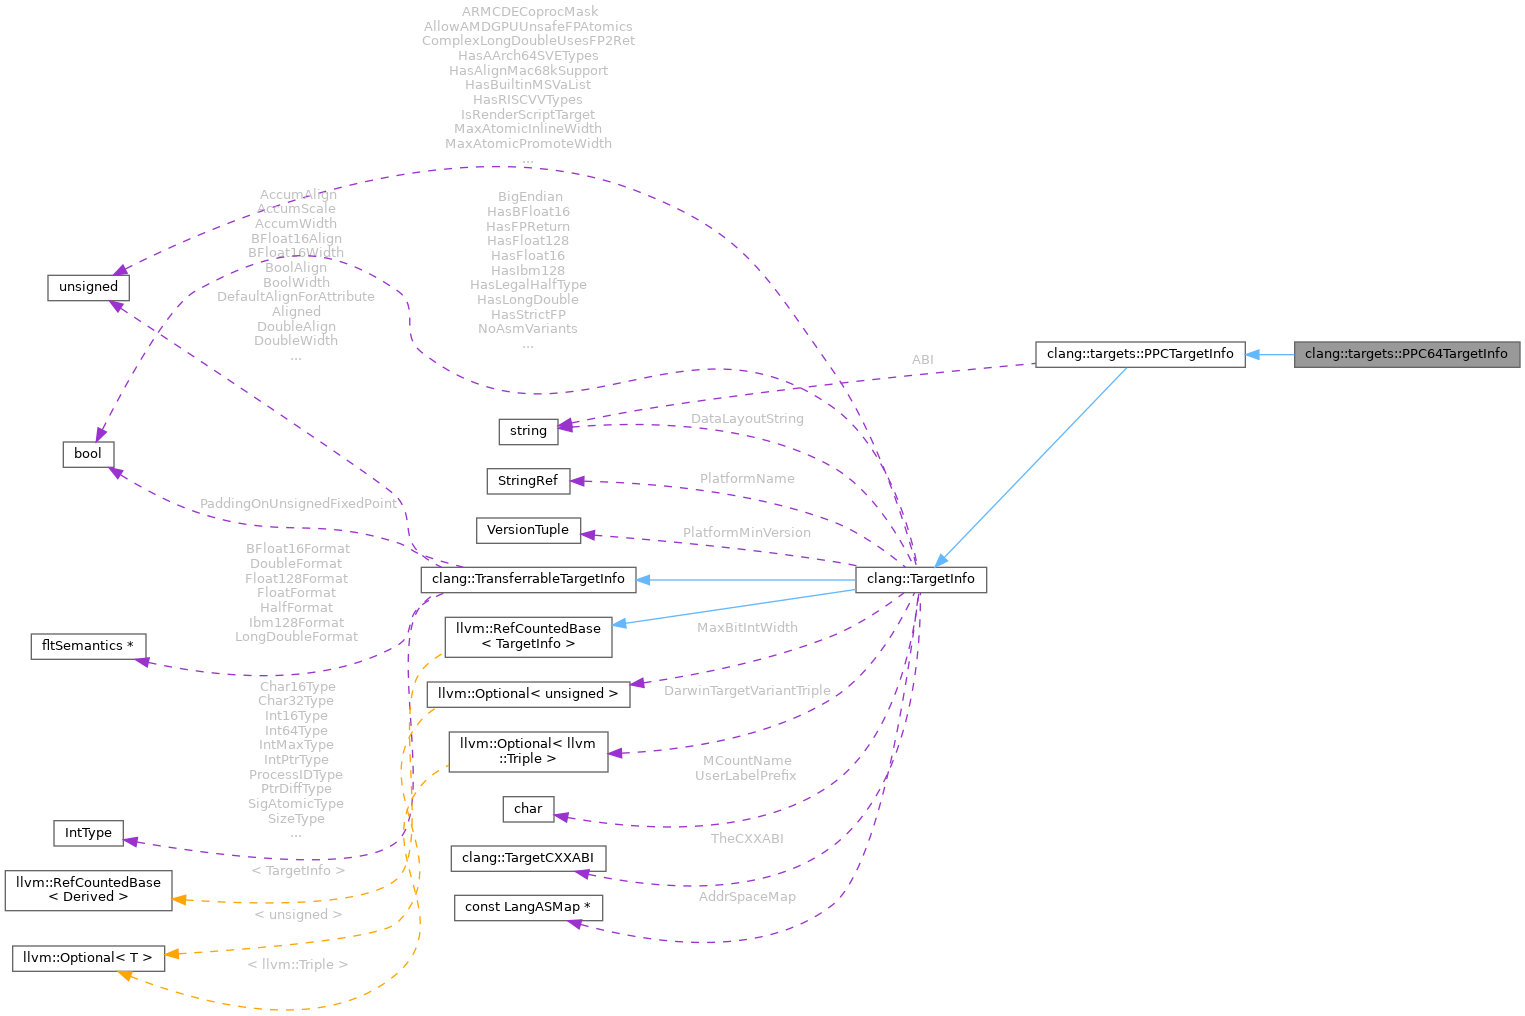 ARMCDECoprocMask
AllowAMDGPUUnsafeFPAtomics
ComplexLongDoubleUsesFP2Ret
HasAArch64SVETypes
HasAlignMac68kSupport
HasBuiltinMSVaList
HasRISCVVTypes
IsRenderScriptTarget
MaxAtomicInlineWidth
MaxAtomicPromoteWidth
...
AccumAlign
AccumScale
AccumWidth
BFloat16Align
BFloat16Width
BoolAlign
BoolWidth
DefaultAlignForAttribute
Aligned
DoubleAlign
DoubleWidth
...
BigEndian
HasBFloat16
HasFPReturn
HasFloat128
HasFloat16
HasIbm128
HasLegalHalfType
HasLongDouble
HasStrictFP
NoAsmVariants
...
unsigned
clang::targets::PPCTargetInfo
clang::targets::PPC64TargetInfo
ABI
string
DataLayoutString
bool
StringRef
PlatformName
PaddingOnUnsignedFixedPoint
VersionTuple
PlatformMinVersion
clang::TransferrableTargetInfo
clang::TargetInfo
BFloat16Format
DoubleFormat
Float128Format
FloatFormat
HalfFormat
Ibm128Format
LongDoubleFormat
fltSemantics *
llvm::RefCountedBase
< TargetInfo >
MaxBitIntWidth
llvm::Optional< unsigned >
DarwinTargetVariantTriple
Char16Type
Char32Type
Int16Type
Int64Type
IntMaxType
IntPtrType
ProcessIDType
PtrDiffType
SigAtomicType
SizeType
...
llvm::Optional< llvm
::Triple >
MCountName
UserLabelPrefix
char
IntType
TheCXXABI
clang::TargetCXXABI
< TargetInfo >
llvm::RefCountedBase
< Derived >
AddrSpaceMap
const LangASMap *
< unsigned >
llvm::Optional< T >
< llvm::Triple >